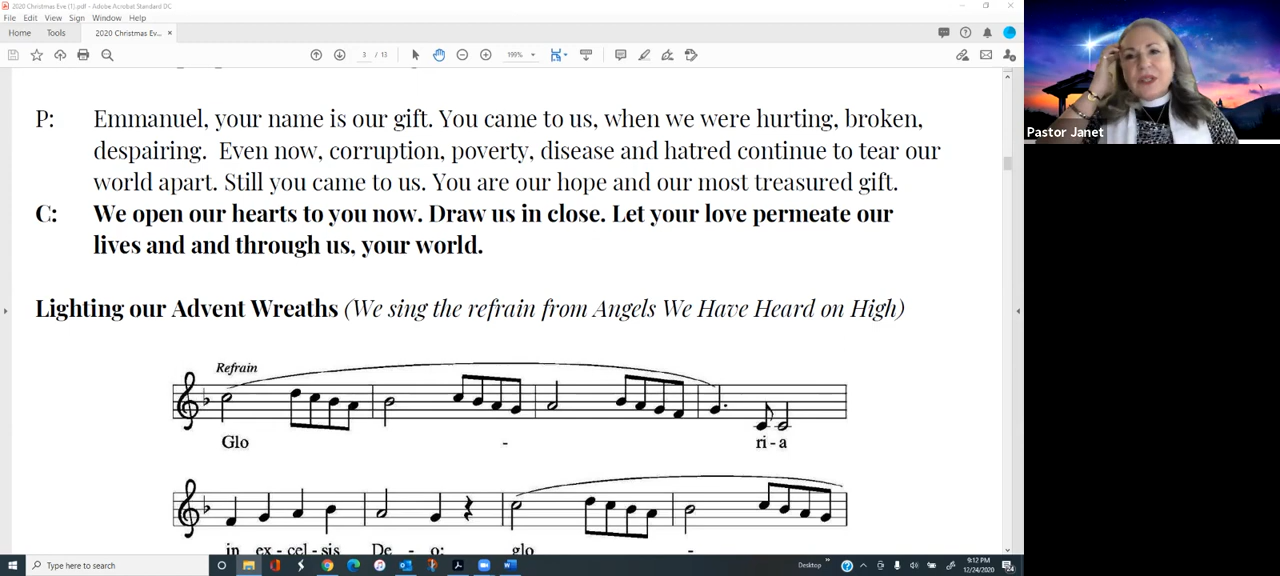 2020 Christmas Eve (1).pdf - Adobe Acrobat Standard DC
File Edit View Sign Window Help
Home Tools 2020 Christmas Ev... ×
3 / 13 199%
P: Emmanuel, your name is our gift. You came to us, when we were hurting, broken,
despairing. Even now, corruption, poverty, disease and hatred continue to tear our
world apart. Still you came to us. You are our hope and our most treasured gift.
C: We open our hearts to you now. Draw us in close. Let your love permeate our
lives and and through us, your world.
Lighting our Advent Wreaths (We sing the refrain from Angels We Have Heard on High)
Refrain
Glo - ri - a
in ex - cel - sis De - o; glo -
Pastor Janet
Type here to search
Desktop
9:12 PM
12/24/2020
24